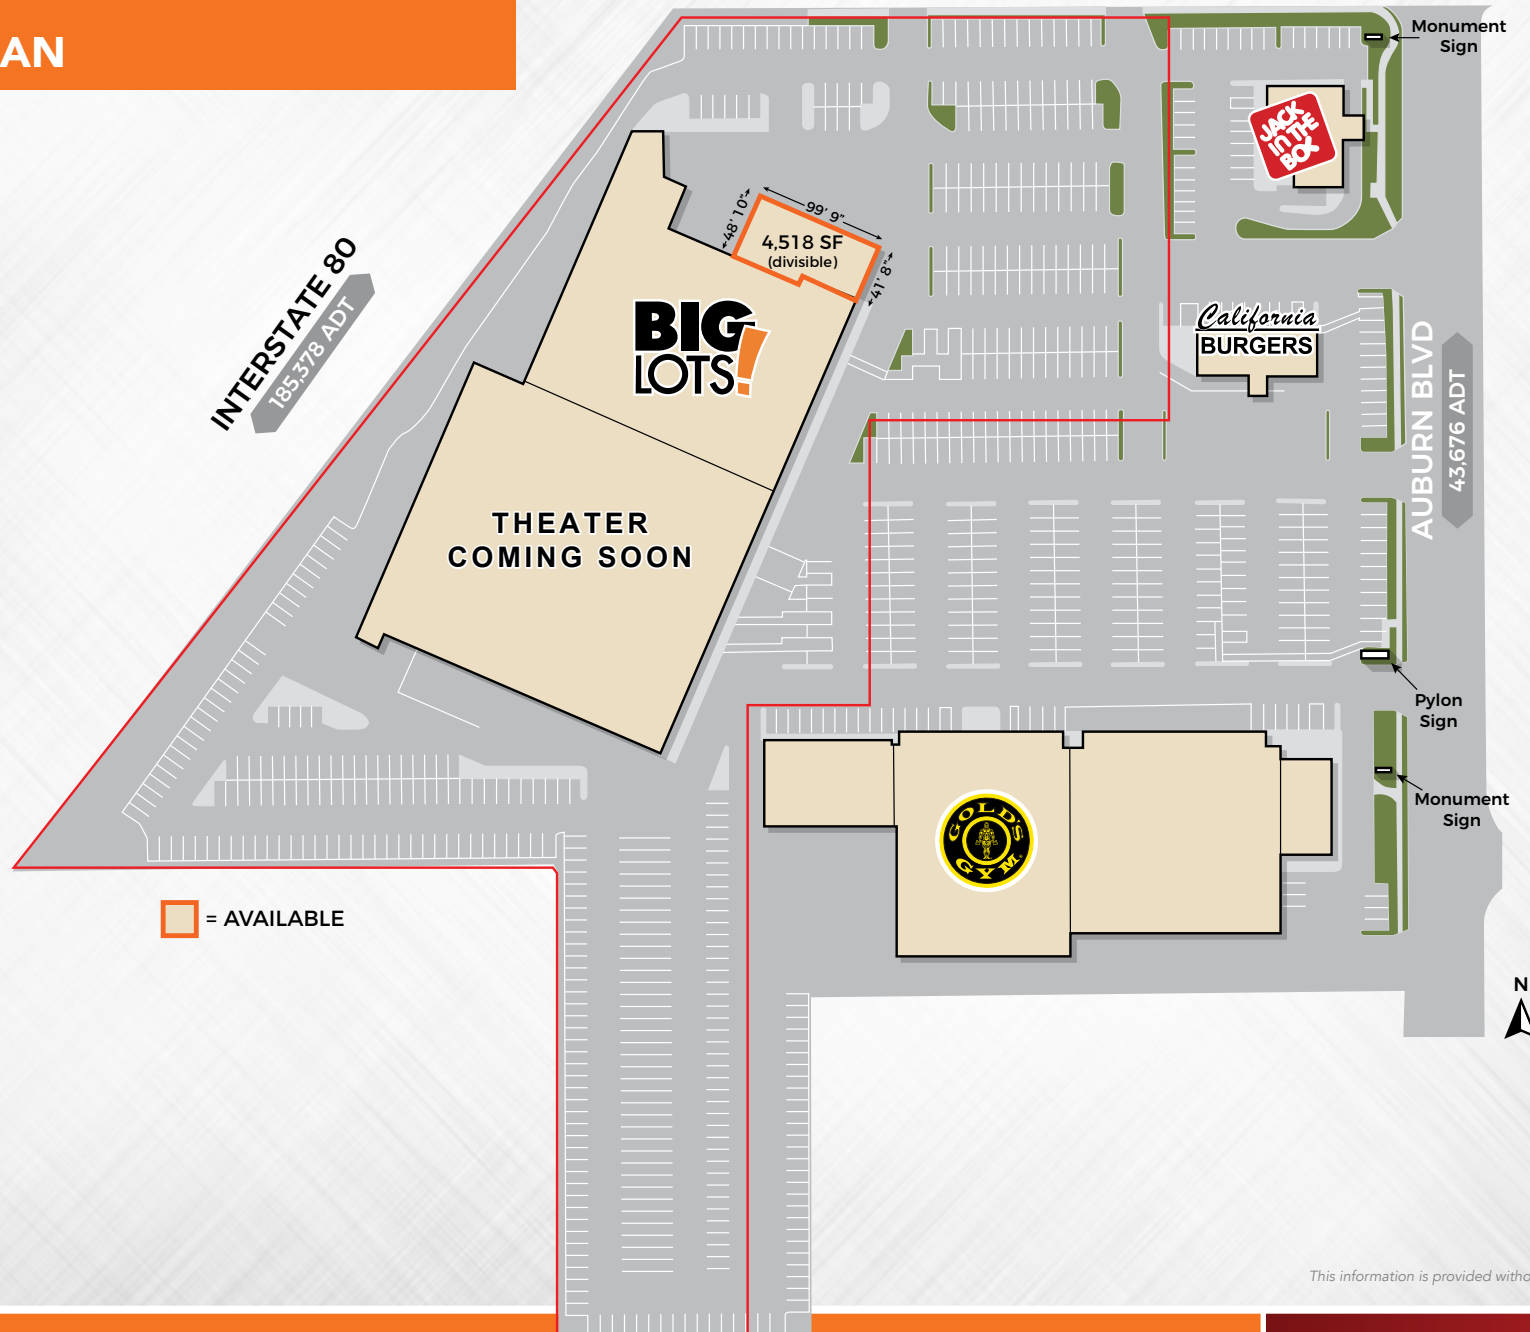 AN
Monument
Sign
JACK
IN THE
BOX
48' 10"
99' 9"
4,518 SF
(divisible)
41' 8"
INTERSTATE 80
185,378 ADT
BIG
LOTS!
California
BURGERS
AUBURN BLVD
43,676 ADT
THEATER
COMING SOON
Pylon
Sign
Monument
Sign
GOLD'S
GYM
= AVAILABLE
N
This information is provided witho